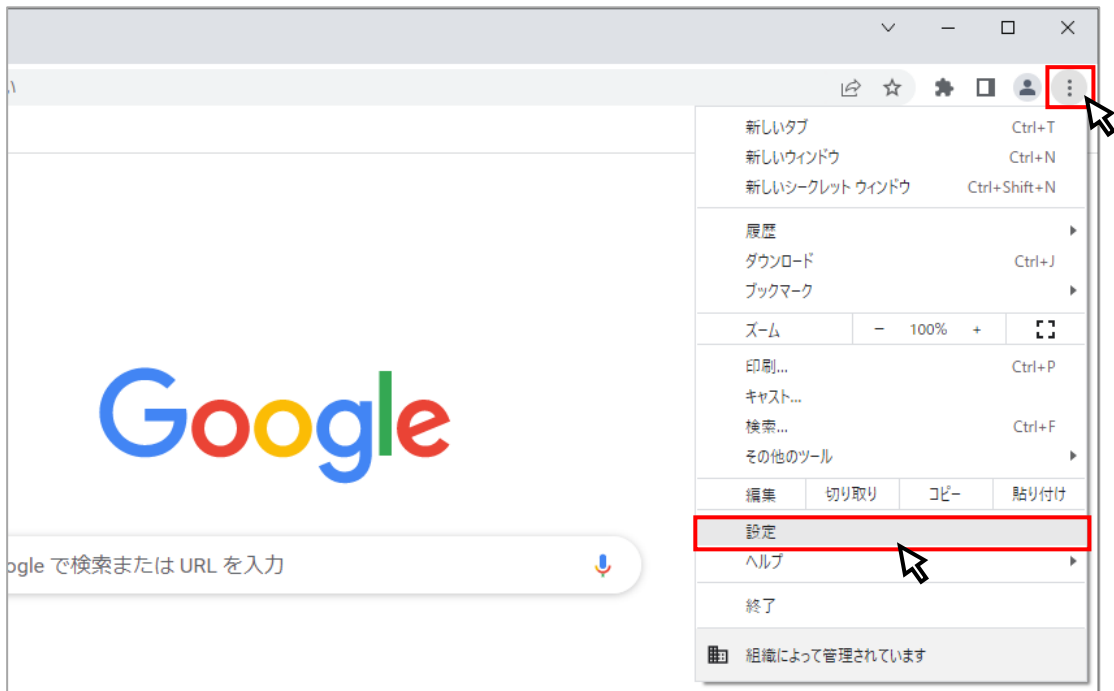 新しいタブ Ctrl+T
新しいウィンドウ Ctrl+N
新しいシークレット ウィンドウ Ctrl+Shift+N
履歴
ダウンロード Ctrl+J
ブックマーク
ズーム － 100% +
印刷... Ctrl+P
キャスト...
検索... Ctrl+F
その他のツール
編集 切り取り コピー 貼り付け
設定
ヘルプ
終了
組織によって管理されています
Google
ogle で検索または URL を入力